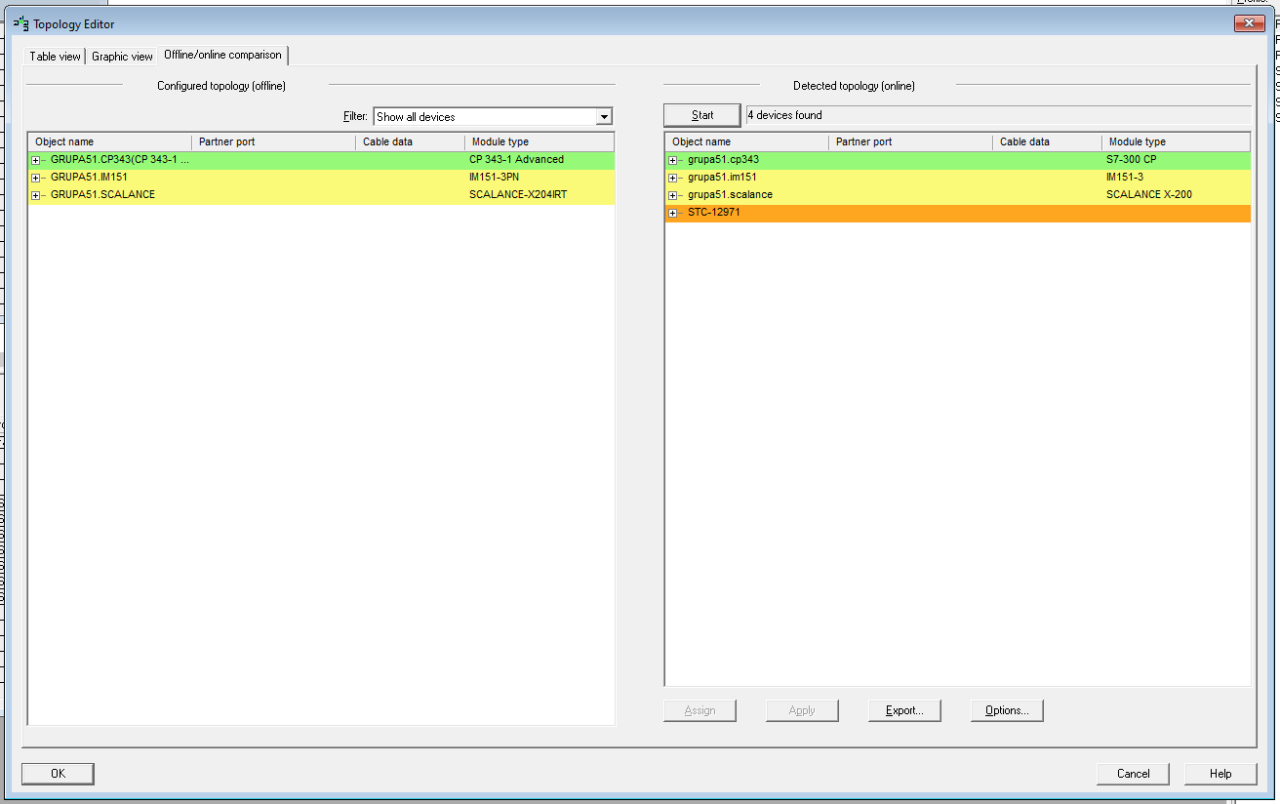 Topology Editor
Table view
Graphic view
Offline/online comparison
Configured topology (offline)
Detected topology (online)
Filter:
Show all devices
Start
4 devices found
Object name
Partner port
Cable data
Module type
GRUPA51.CP343(CP 343-1 ...
CP 343-1 Advanced
GRUPA51.IM151
IM151-3PN
GRUPA51.SCALANCE
SCALANCE-X204IRT
Object name
Partner port
Cable data
Module type
grupa51.cp343
S7-300 CP
grupa51.im151
IM151-3
grupa51.scalance
SCALANCE X-200
STC-12971
Assign
Apply
Export...
Options...
OK
Cancel
Help